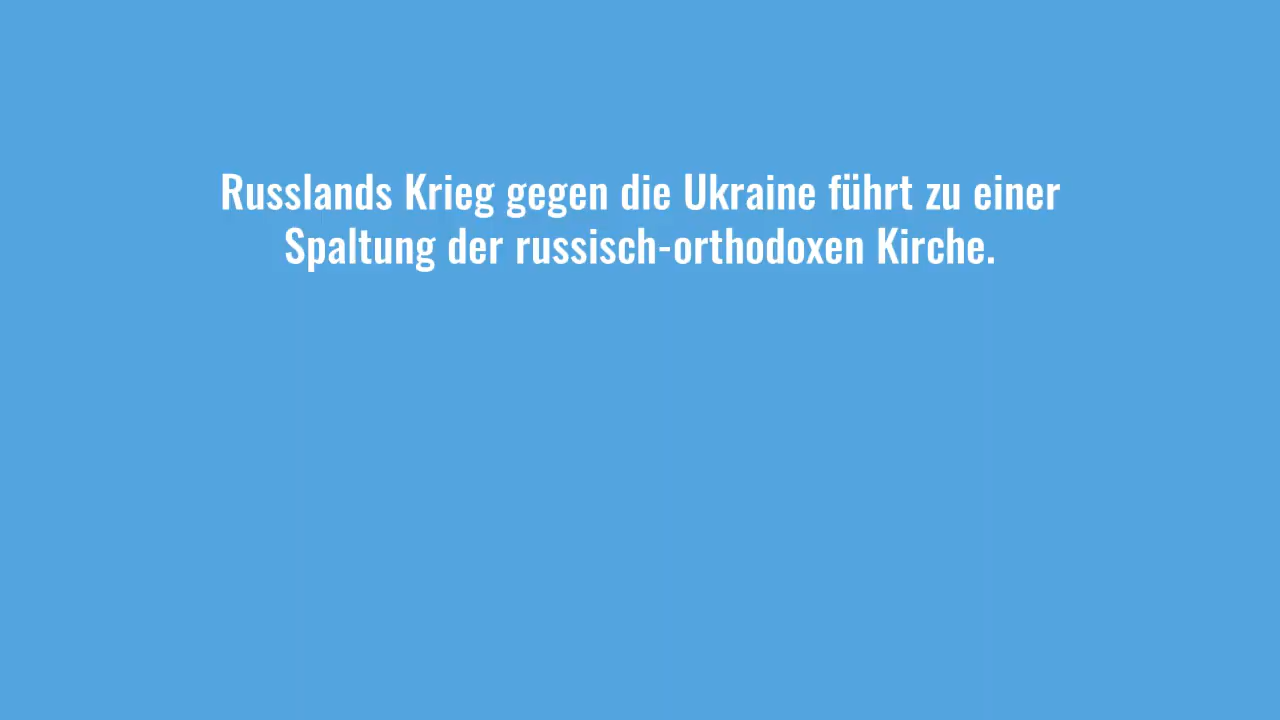 Russlands Krieg gegen die Ukraine führt zu einer
Spaltung der russisch-orthodoxen Kirche.